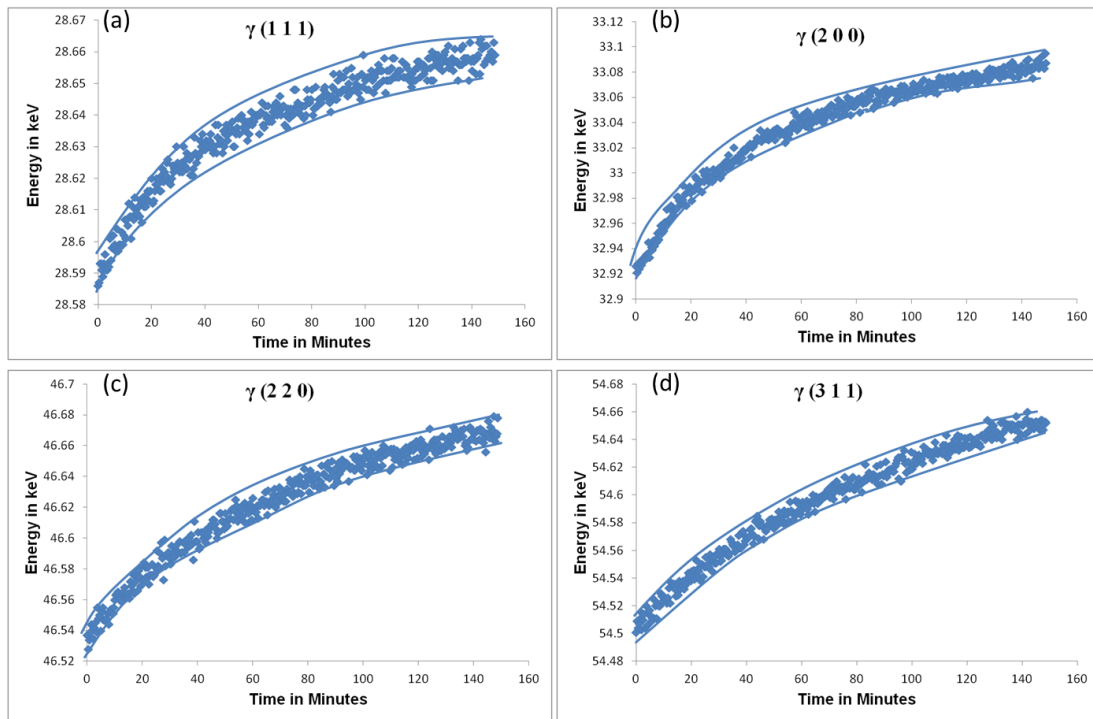 (a)
γ (1 1 1)
Energy in keV
28.67
28.66
28.65
28.64
28.63
28.62
28.61
28.6
28.59
28.58
0 20 40 60 80 100 120 140 160
Time in Minutes
(b)
γ (2 0 0)
Energy in keV
33.12
33.1
33.08
33.06
33.04
33.02
33
32.98
32.96
32.94
32.92
32.9
0 20 40 60 80 100 120 140 160
Time in Minutes
(c)
γ (2 2 0)
Energy in keV
46.7
46.68
46.66
46.64
46.62
46.6
46.58
46.56
46.54
46.52
0 20 40 60 80 100 120 140 160
Time in Minutes
(d)
γ (3 1 1)
Energy in keV
54.68
54.66
54.64
54.62
54.6
54.58
54.56
54.54
54.52
54.5
54.48
0 20 40 60 80 100 120 140 160
Time in Minutes